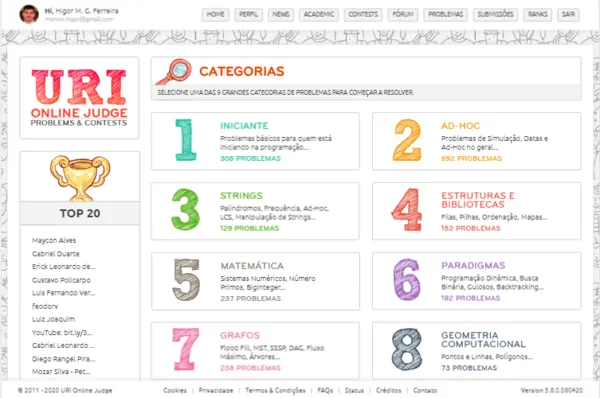 Hi, Higor M. G. Ferreira
HOME PERFIL NEWS ACADEMIC CONTESTS FÓRUM PROBLEMAS SUBMISSÕES RANKS SAIR
URI
ONLINE JUDGE
PROBLEMS & CONTESTS
CATEGORIAS
SELECIONE UMA DAS 9 GRANDES CATEGORIAS DE PROBLEMAS PARA COMEÇAR A RESOLVER.
1
INICIANTE
Problemas básicos para quem está
iniciando na programação...
308 PROBLEMAS
2
AD-HOC
Problemas de Simulação, Datas e
Ad-Hoc no geral...
692 PROBLEMAS
3
STRINGS
Palíndromos, Frequência, Ad-Hoc,
LCS, Manipulação de Strings...
129 PROBLEMAS
4
ESTRUTURAS E
BIBLIOTECAS
Filas, Pilhas, Ordenação, Mapas...
152 PROBLEMAS
5
MATEMÁTICA
Sistemas Numéricos, Número
Primos, Biginteger...
237 PROBLEMAS
6
PARADIGMAS
Programação Dinâmica, Busca
Binária, Gulosos, Backtracking...
192 PROBLEMAS
7
GRAFOS
Flood Fill, MST, SSSP, DAG, Fluxo
Máximo, Árvores...
238 PROBLEMAS
8
GEOMETRIA
COMPUTACIONAL
Pontos e Linhas, Polígonos...
73 PROBLEMAS
TOP 20
Maycon Alves
Gabriel Duarte
Erick Leonardo de...
Gustavo Policarpo
Luis Fernando Ver...
feodorv
Luiz Joaquim
YouTube: bit.ly/3...
Gabriel Leonardo ...
Diego Rangel Pira...
Mozar Silva - Pet...
© 2011 - 2020 URI Online Judge
Cookies | Privacidade | Termos & Condições | FAQs | Status | Créditos | Contato
Version 5.8.0.080420